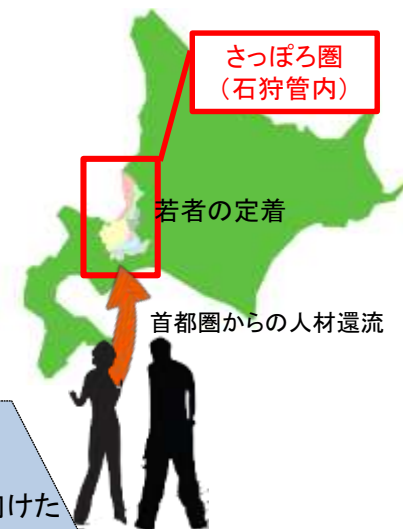 さっぽろ圏
（石狩管内）
若者の定着
首都圏からの人材還流
けた